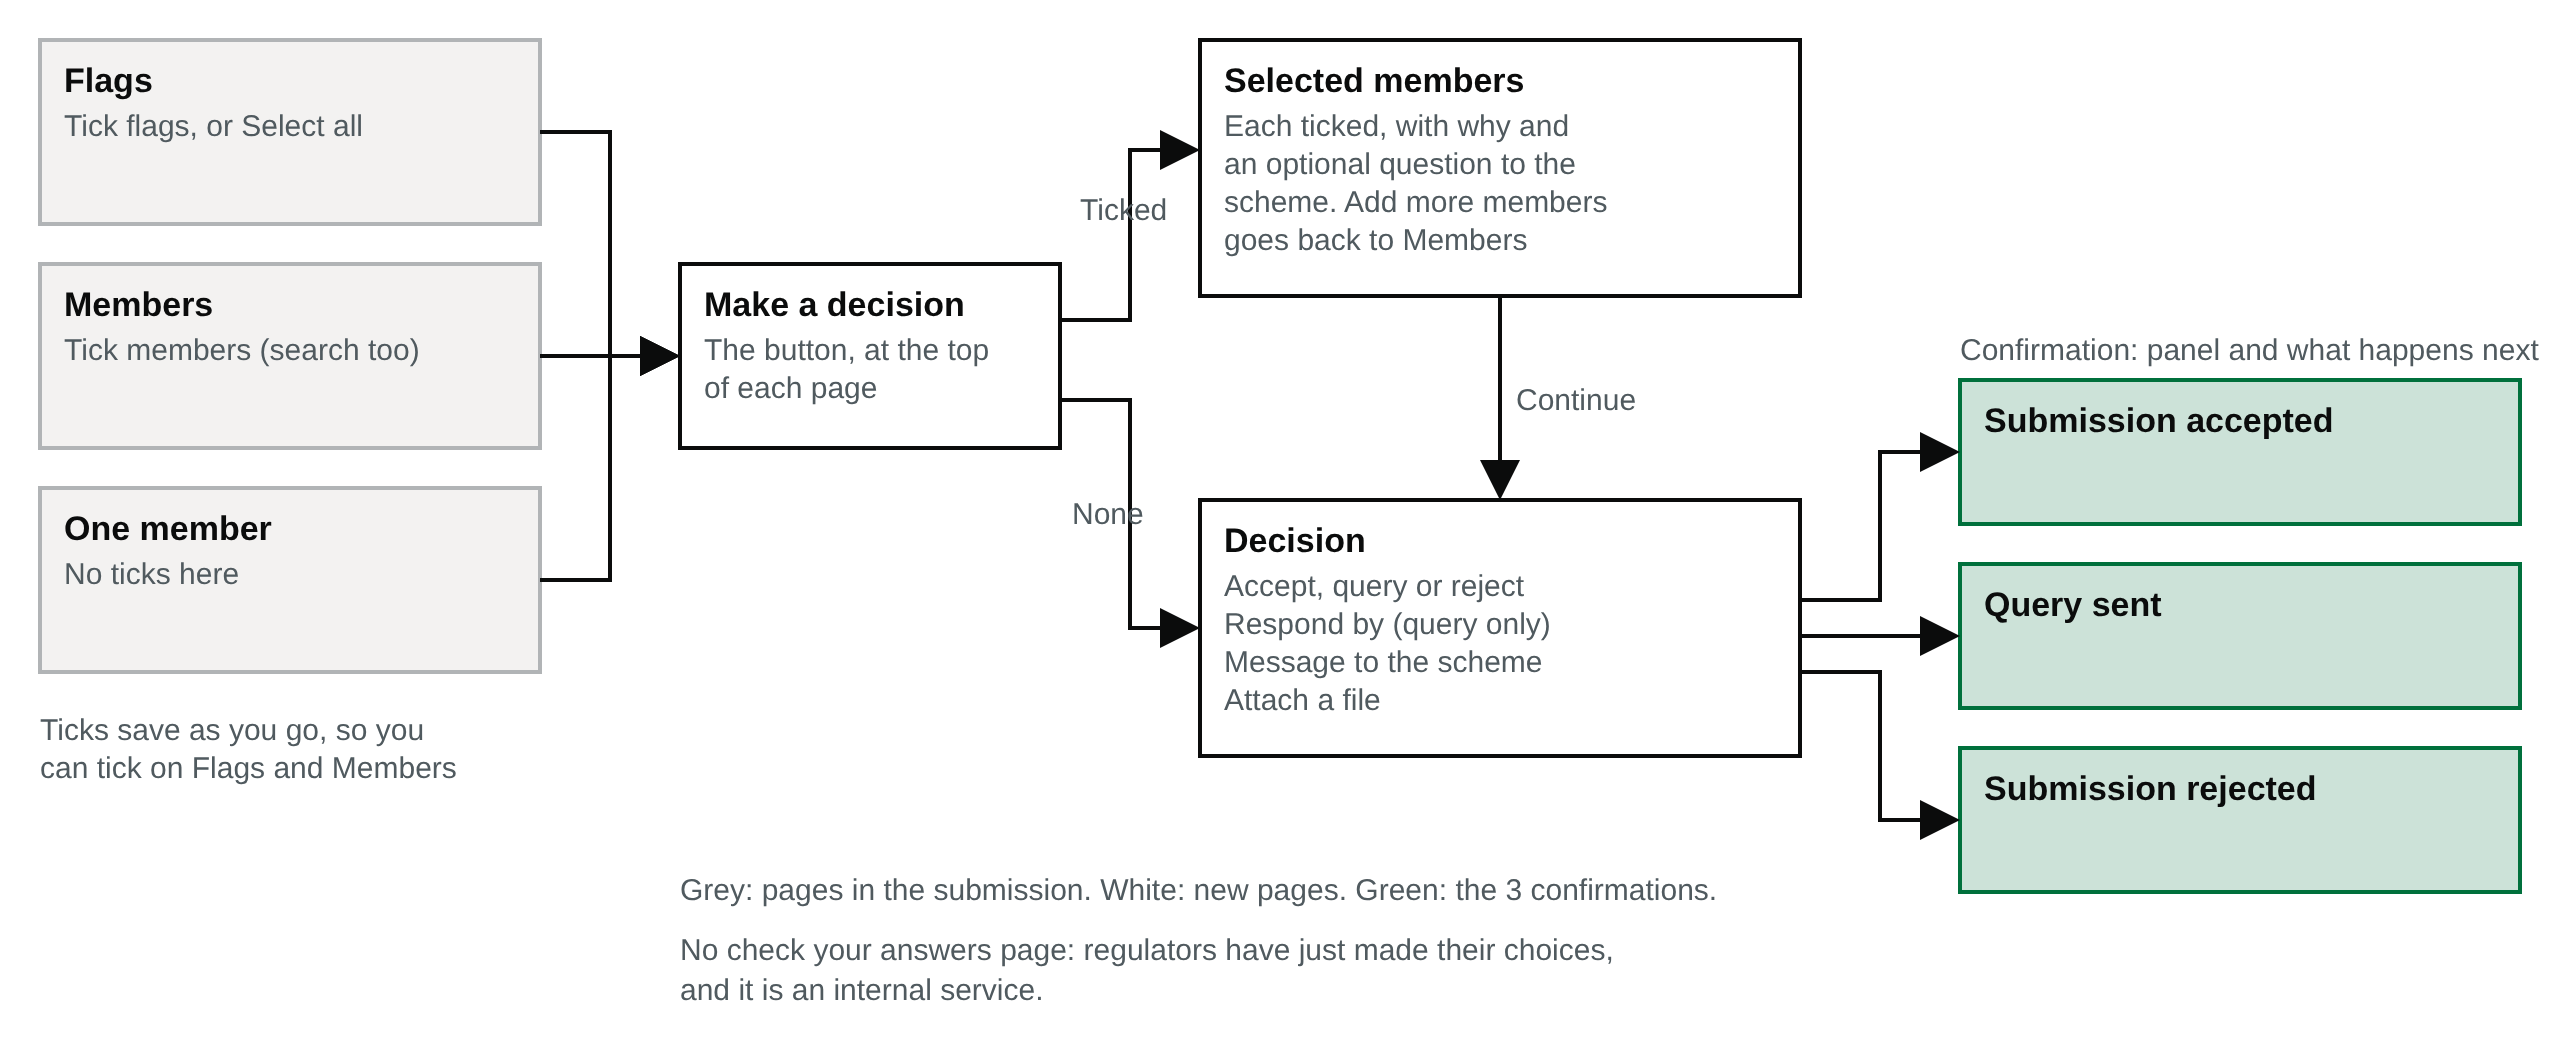 Flags
Tick flags, or Select all
Members
Tick members (search too)
One member
No ticks here
Ticks save as you go, so you
can tick on Flags and Members
Make a decision
The button, at the top
of each page
Ticked
None
Selected members
Each ticked, with why and
an optional question to the
scheme. Add more members
goes back to Members
Continue
Decision
Accept, query or reject
Respond by (query only)
Message to the scheme
Attach a file
Confirmation: panel and what happens next
Submission accepted
Query sent
Submission rejected
Grey: pages in the submission. White: new pages. Green: the 3 confirmations.
No check your answers page: regulators have just made their choices,
and it is an internal service.